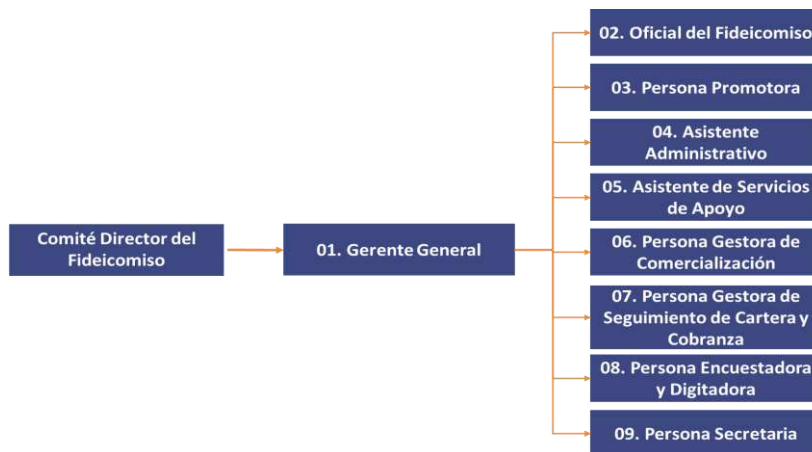 02. Oficial del Fideicomiso
03. Persona Promotora
04. Asistente
Administrativo
05. Asistente de Servicios
de Apoyo
Comité Director del
Fideicomiso
01. Gerente General
06. Persona Gestora de
Comercialización
07. Persona Gestora de
Seguimiento de Cartera y
Cobranza
08. Persona Encuestadora
y Digitadora
09. Persona Secretaria